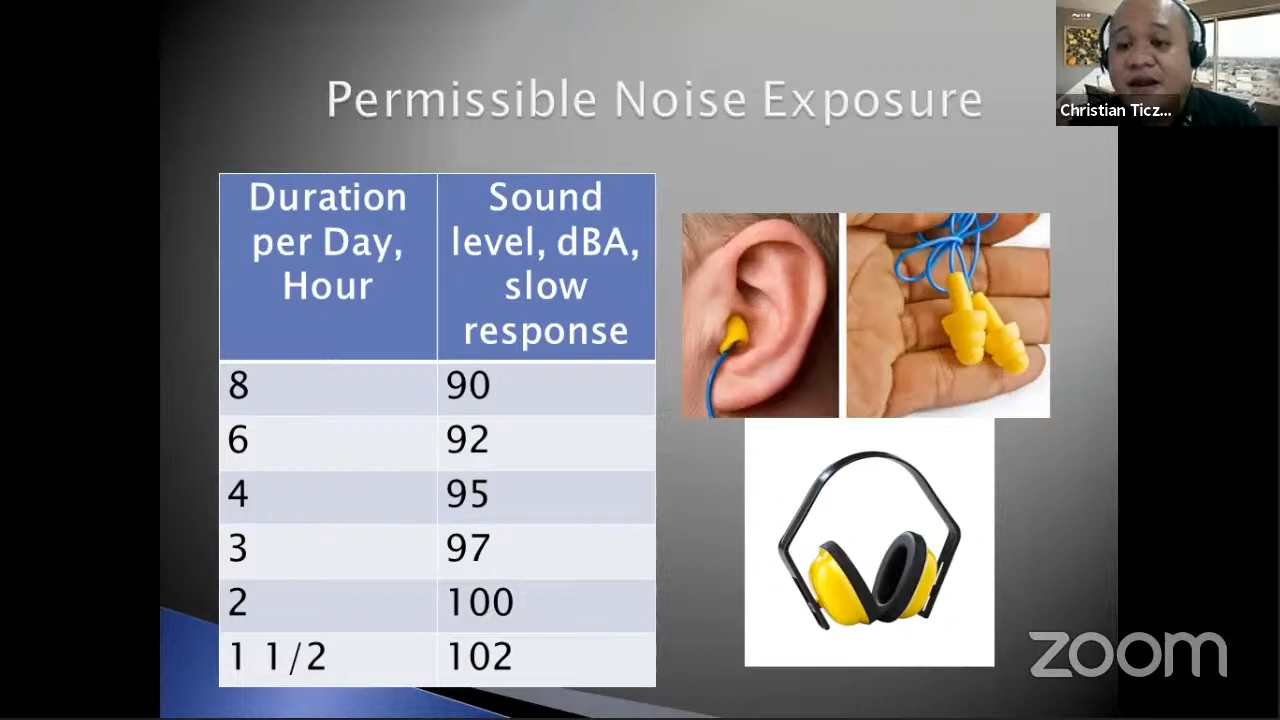 Permissible Noise Exposure
Christian Ticz...
Duration
per Day,
Hour
Sound
level, dBA,
slow
response
8 90
6 92
4 95
3 97
2 100
1 1/2 102
zoom